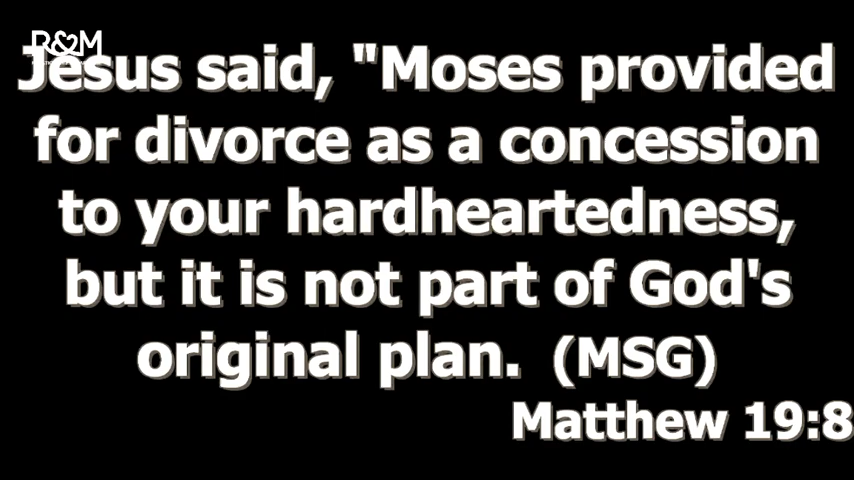 R&M
Jesus said, "Moses provided
for divorce as a concession
to your hardheartedness,
but it is not part of God's
original plan. (MSG)
Matthew 19:8